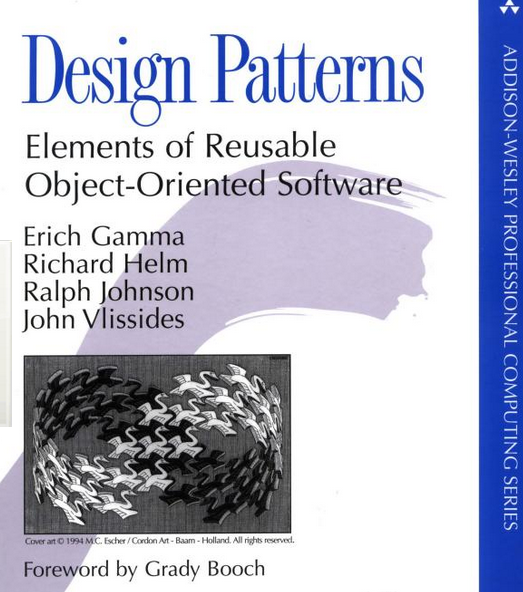 Design Patterns
Elements of Reusable
Object-Oriented Software
Erich Gamma
Richard Helm
Ralph Johnson
John Vlissides
Cover art © 1994 M.C. Escher / Cordon Art - Baarn - Holland. All rights reserved.
Foreword by Grady Booch
ADDISON-WESLEY PROFESSIONAL COMPUTING SERIES